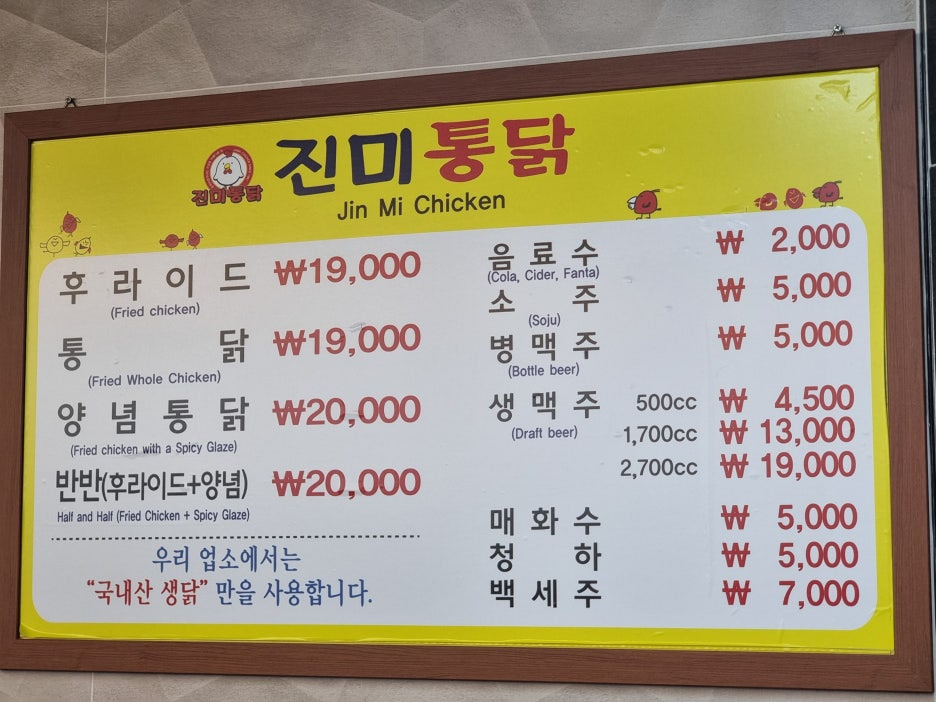 진미통닭
진미통닭
Jin Mi Chicken
후라이드 ₩19,000
(Fried chicken)
통닭 ₩19,000
(Fried Whole Chicken)
양념통닭 ₩20,000
(Fried chicken with a Spicy Glaze)
반반(후라이드+양념) ₩20,000
Half and Half (Fried Chicken + Spicy Glaze)
우리 업소에서는
“국내산 생닭” 만을 사용합니다.
음료수 ₩ 2,000
(Cola, Cider, Fanta)
소주 ₩ 5,000
(Soju)
병맥주 ₩ 5,000
(Bottle beer)
생맥주 500cc ₩ 4,500
(Draft beer) 1,700cc ₩ 13,000
2,700cc ₩ 19,000
매화수 ₩ 5,000
청하 ₩ 5,000
백세주 ₩ 7,000